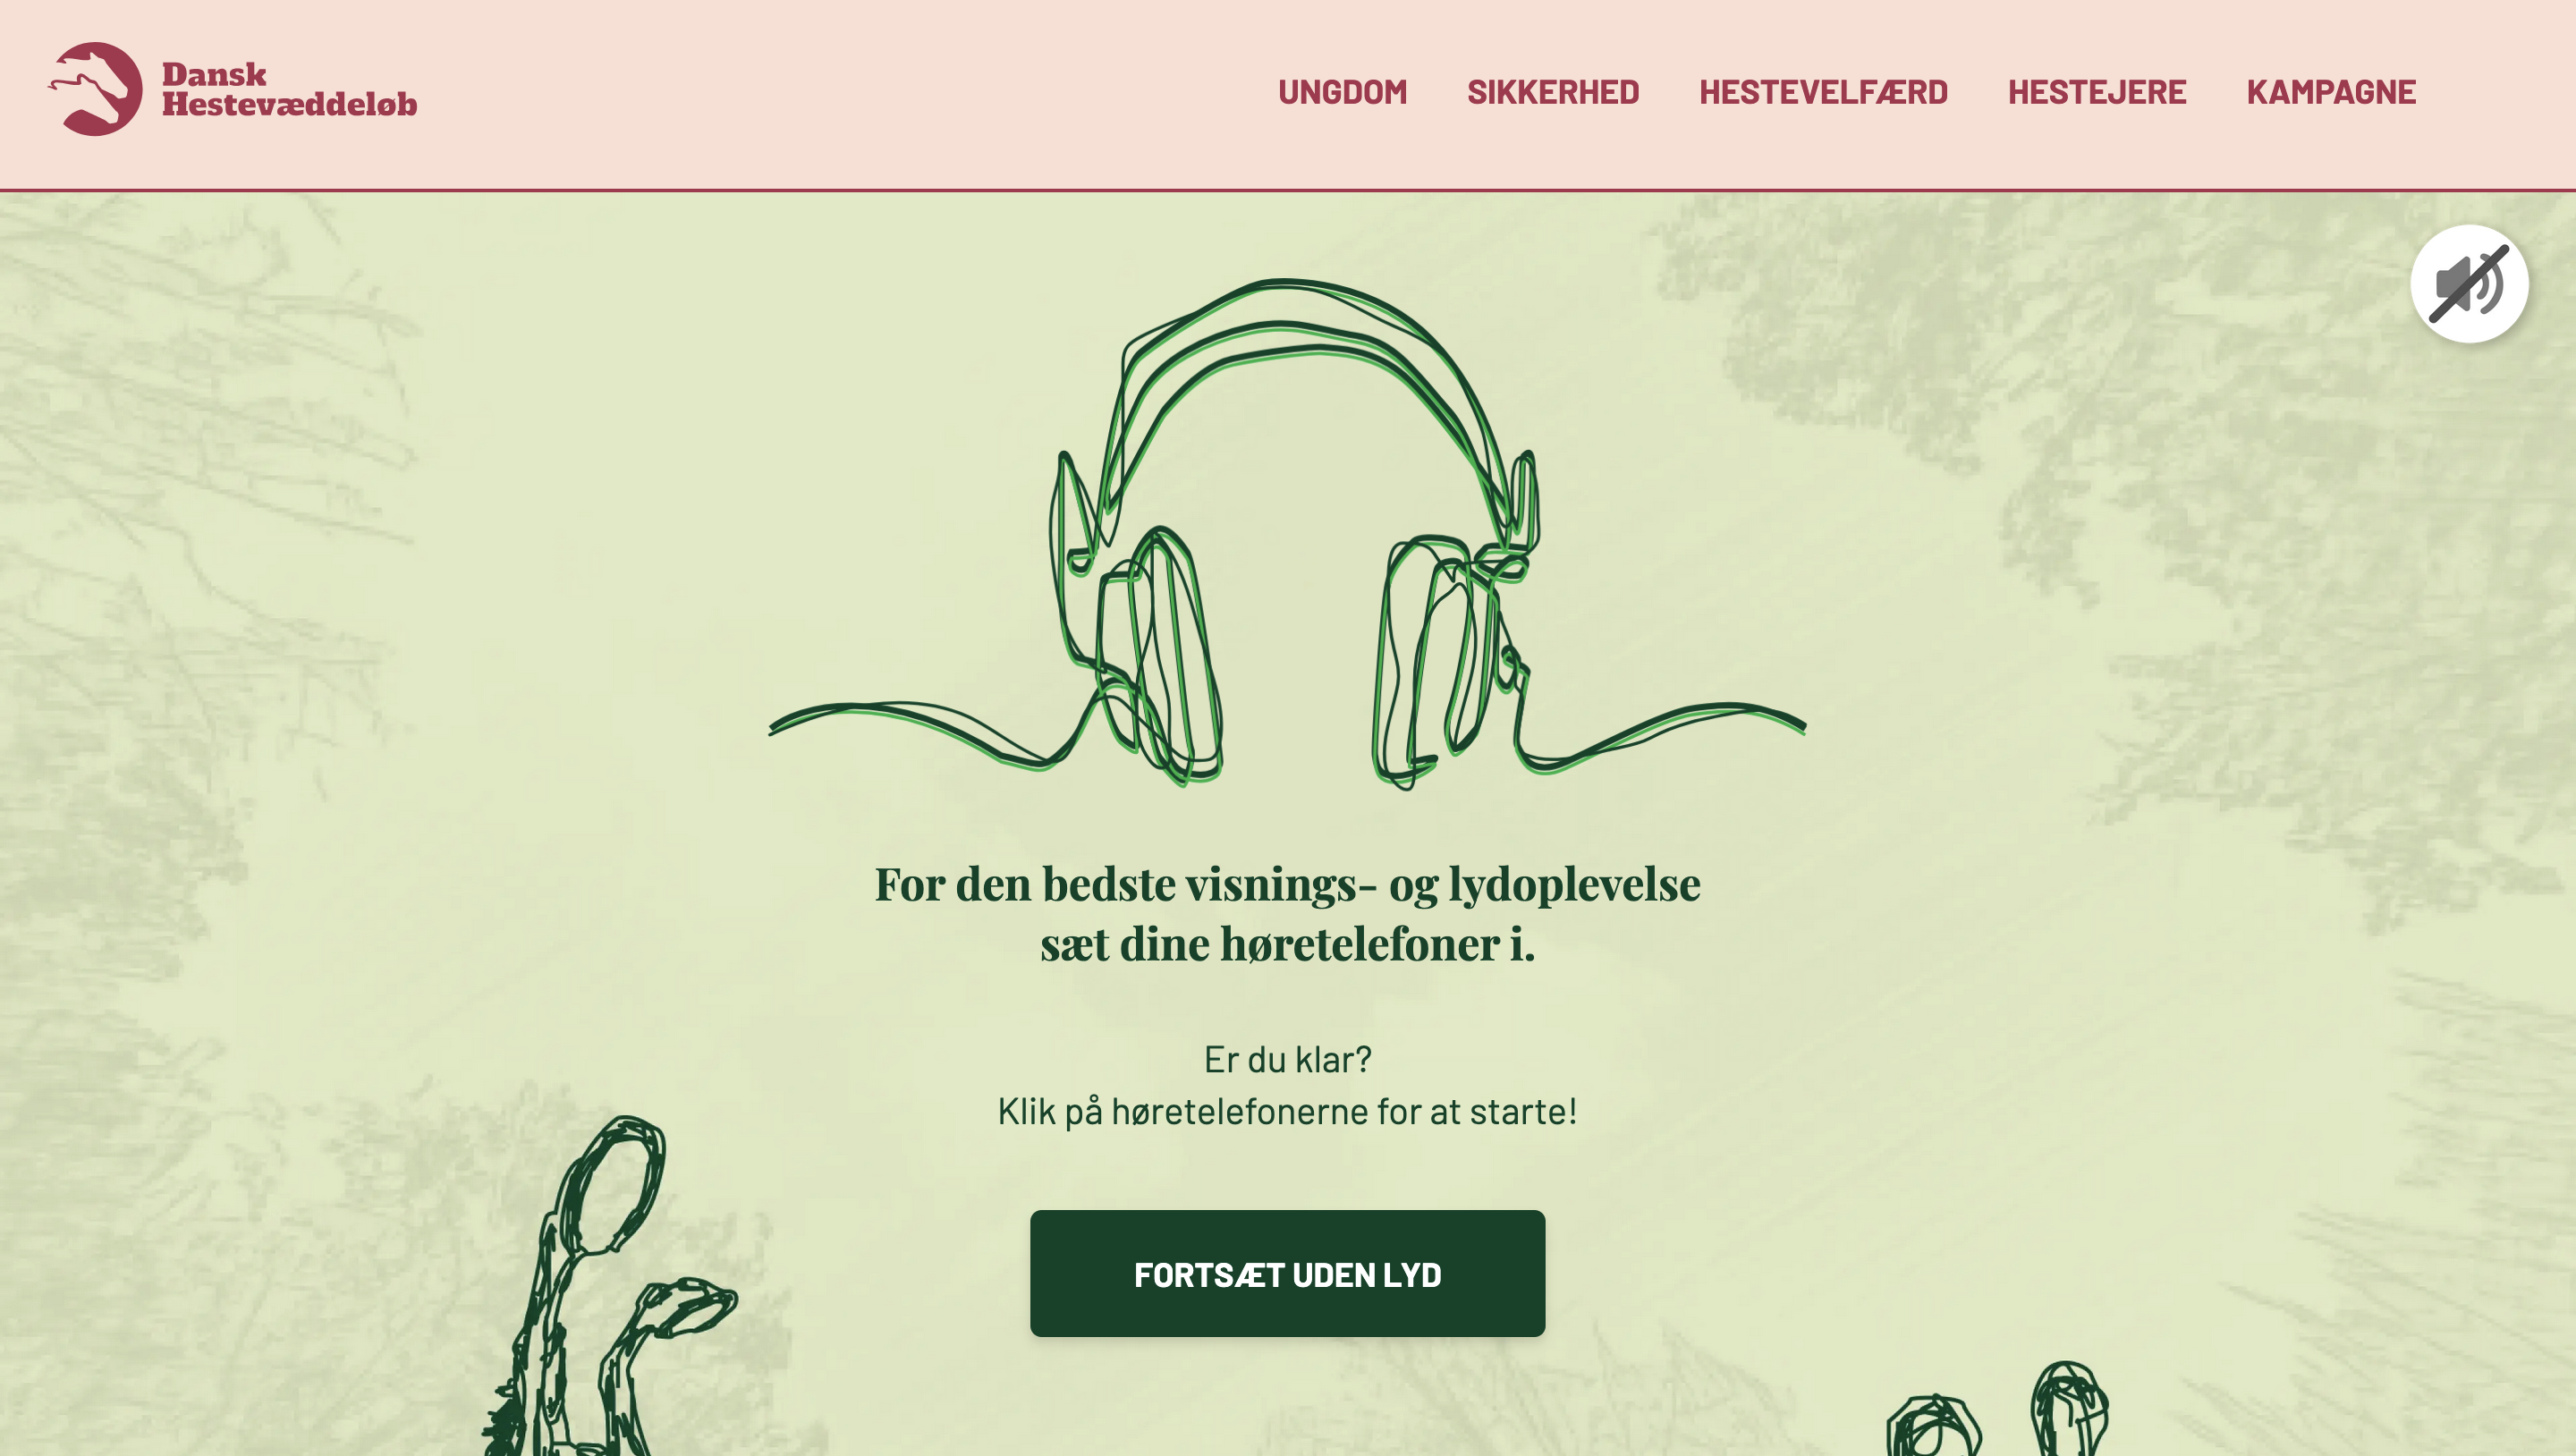 Dansk
Hestevæddeløb
UNGDOM SIKKERHED HESTEVELFÆRD HESTEJERE KAMPAGNE
For den bedste visnings- og lydoplevelse
sæt dine høretelefoner i.
Er du klar?
Klik på høretelefonerne for at starte!
FORTSÆT UDEN LYD